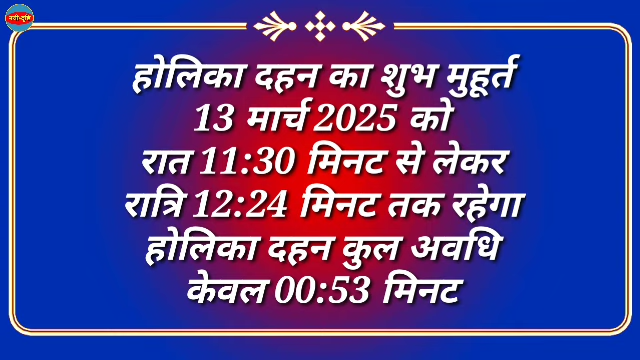 होलिका दहन का शुभ मुहूर्त
13 मार्च 2025 को
रात 11:30 मिनट से लेकर
रात्रि 12:24 मिनट तक रहेगा
होलिका दहन कुल अवधि
केवल 00:53 मिनट